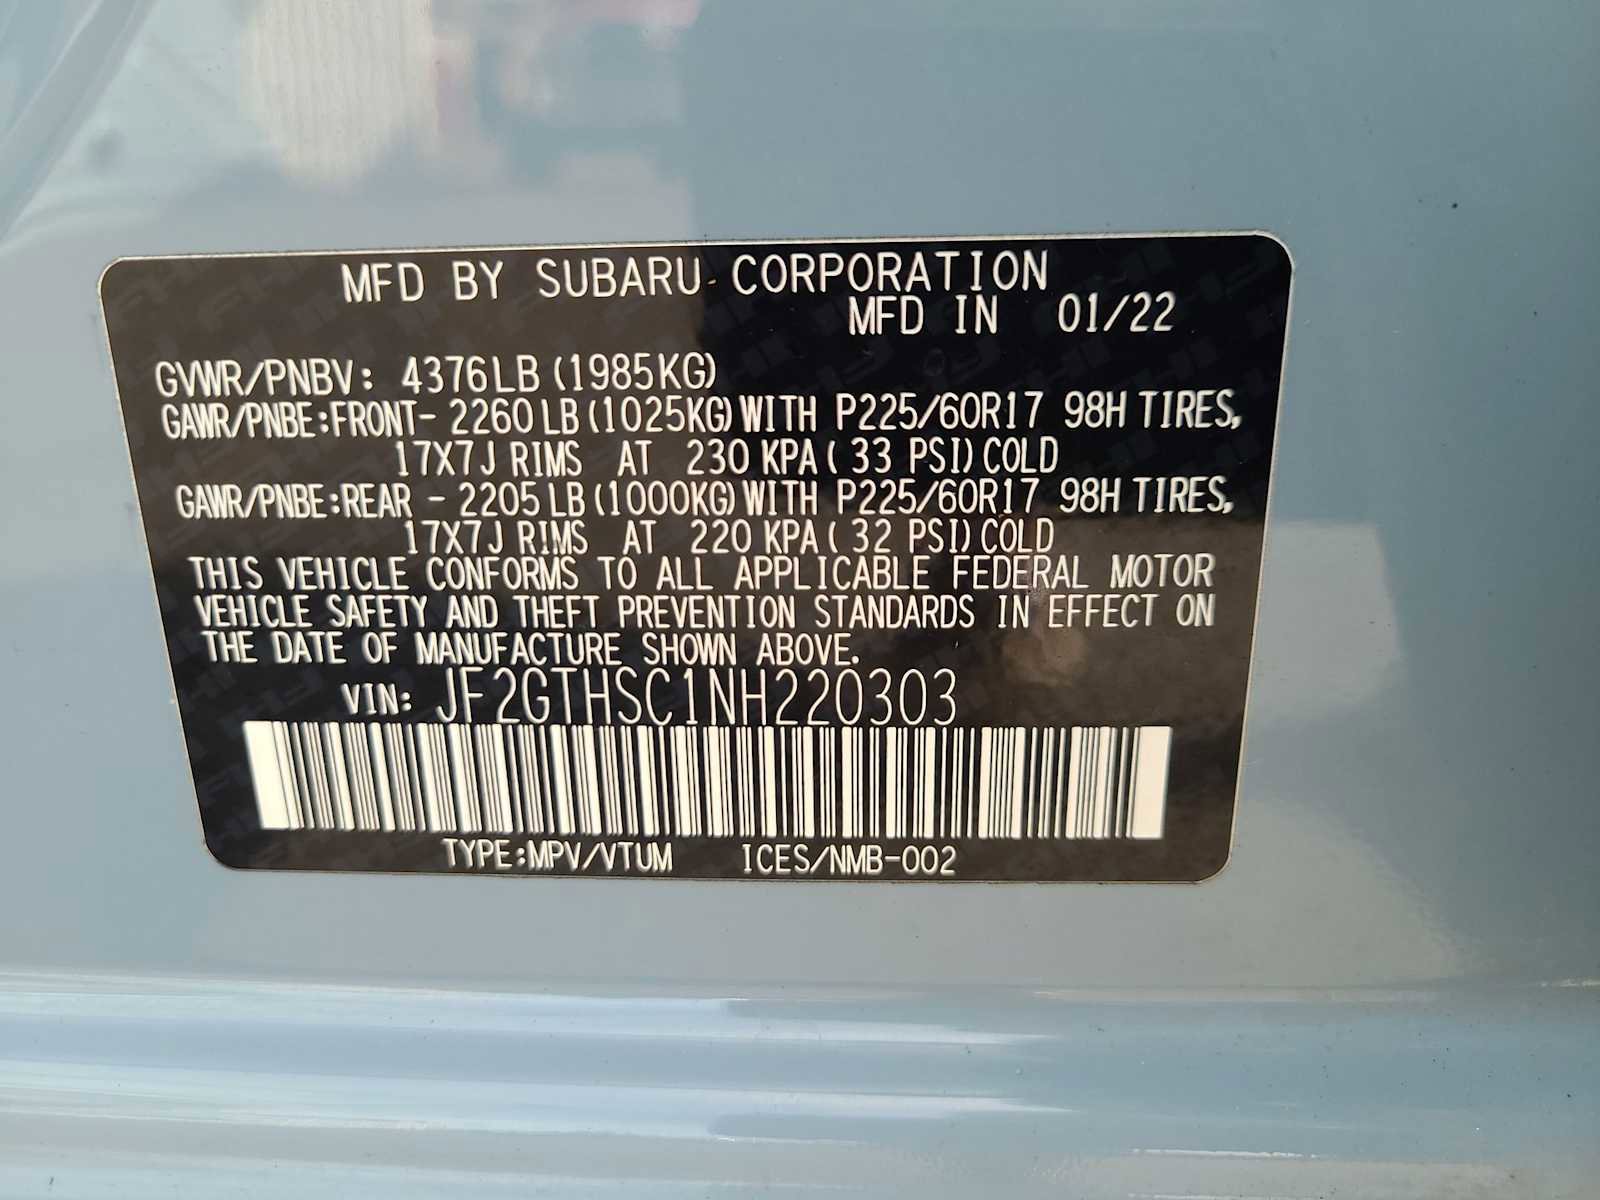 MFD BY SUBARU CORPORATION
MFD IN 01/22
GVWR/PNBV: 4376LB (1985KG)
GAWR/PNBE:FRONT- 2260LB (1025KG) WITH P225/60R17 98H TIRES,
17X7J RIMS AT 230 KPA ( 33 PSI) COLD
GAWR/PNBE:REAR - 2205LB (1000KG) WITH P225/60R17 98H TIRES,
17X7J RIMS AT 220 KPA ( 32 PSI) COLD
THIS VEHICLE CONFORMS TO ALL APPLICABLE FEDERAL MOTOR
VEHICLE SAFETY AND THEFT PREVENTION STANDARDS IN EFFECT ON
THE DATE OF MANUFACTURE SHOWN ABOVE.
VIN: JF2GTHSC1NH220303
TYPE:MPV/VTUM ICES/NMB-002